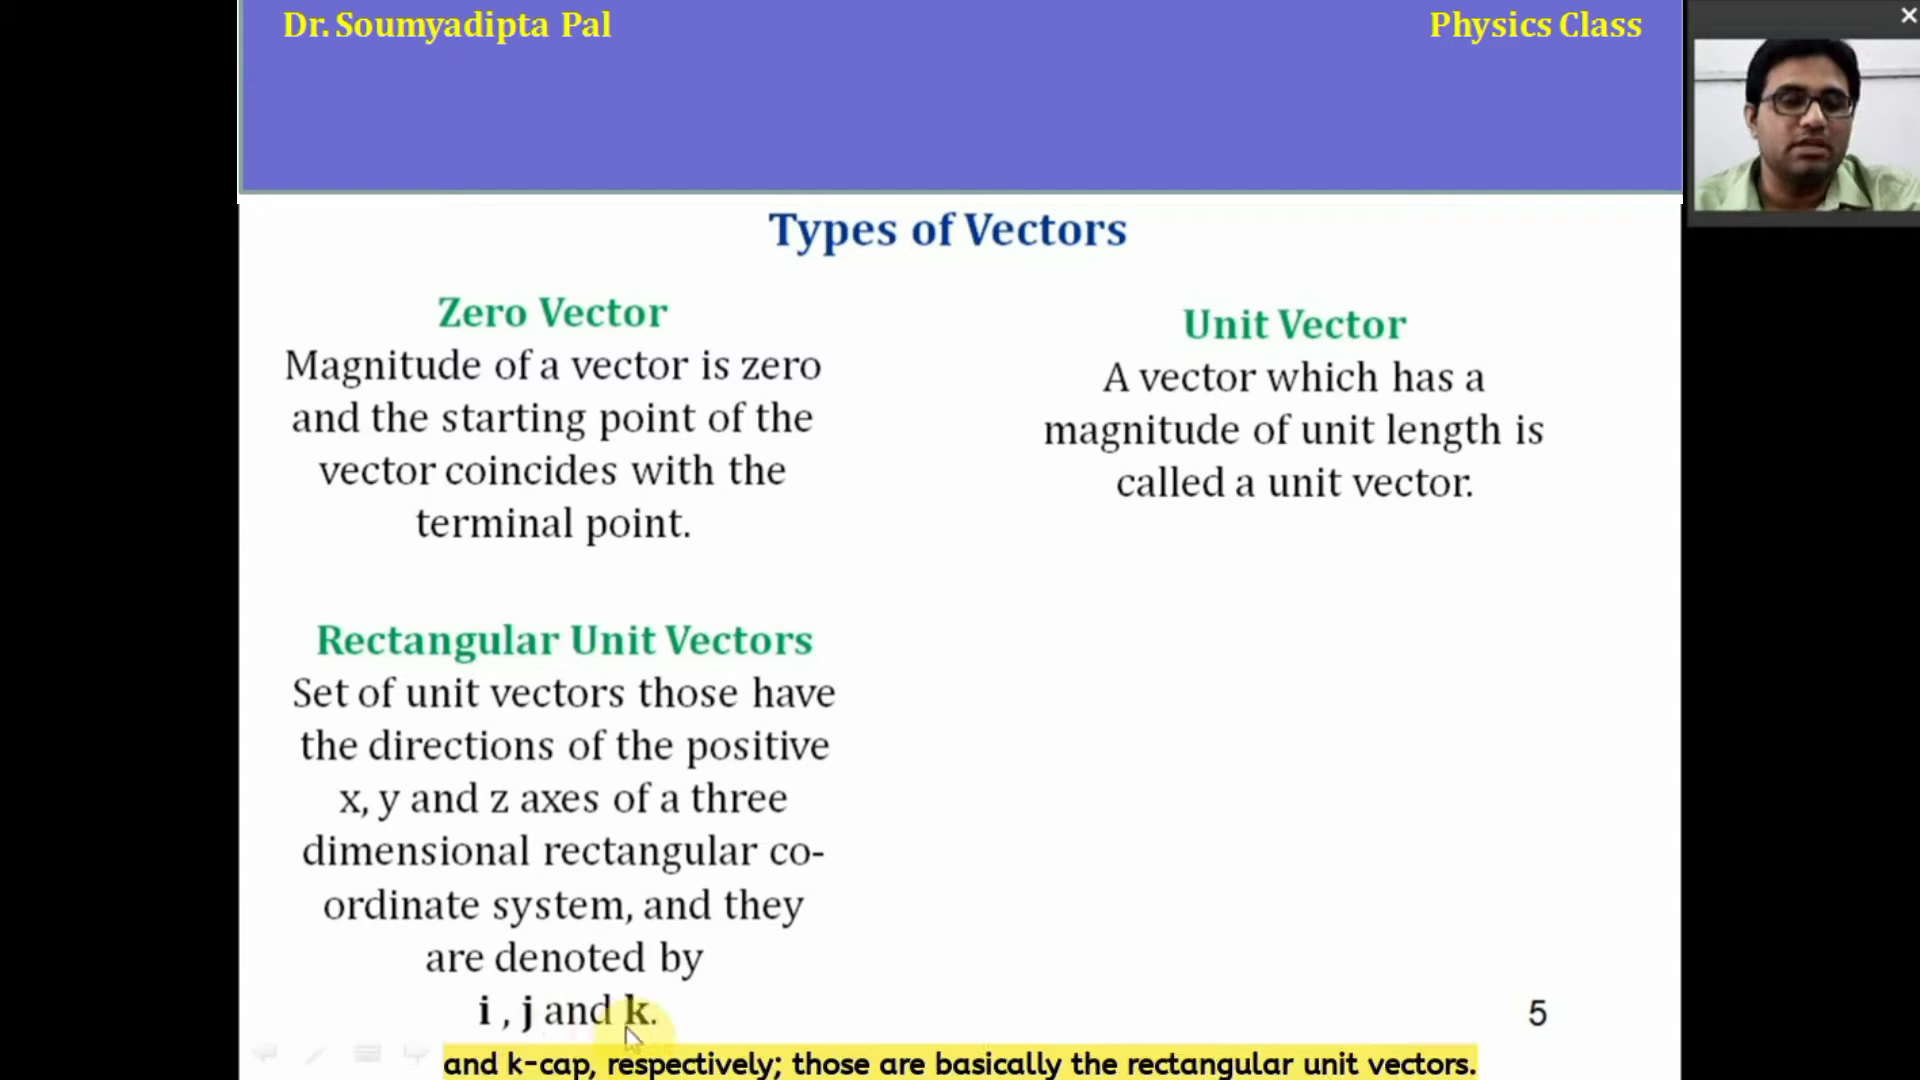 Dr. Soumyadipta Pal
Physics Class
Types of Vectors
Zero Vector
Magnitude of a vector is zero
and the starting point of the
vector coincides with the
terminal point.
Unit Vector
A vector which has a
magnitude of unit length is
called a unit vector.
Rectangular Unit Vectors
Set of unit vectors those have
the directions of the positive
x, y and z axes of a three
dimensional rectangular co-
ordinate system, and they
are denoted by
i , j and k.
5
and k-cap, respectively; those are basically the rectangular unit vectors.